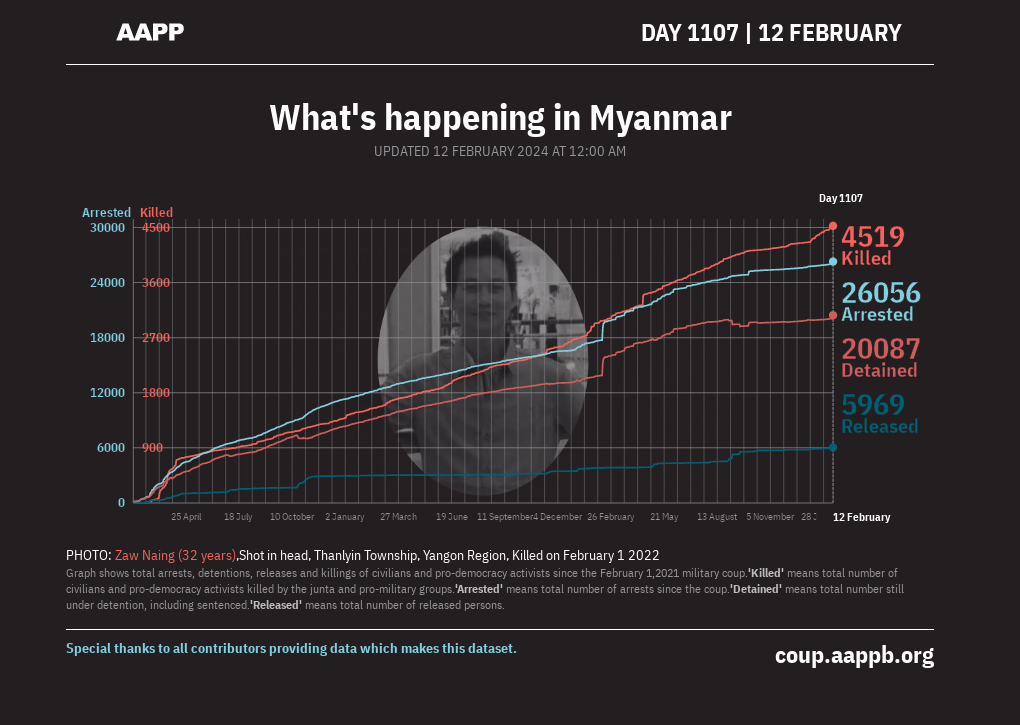 AAPP
DAY 1107 | 12 FEBRUARY
What's happening in Myanmar
UPDATED 12 FEBRUARY 2024 AT 12:00 AM
Day 1107
Arrested Killed
30000 4500
24000 3600
18000 2700
12000 1800
6000 900
0
4519
Killed
26056
Arrested
20087
Detained
5969
Released
25 April 18 July 10 October 2 January 27 March 19 June 11 September 4 December 26 February 21 May 13 August 5 November 28 J 12 February
PHOTO: Zaw Naing (32 years),Shot in head, Thanlyin Township, Yangon Region, Killed on February 1 2022
Graph shows total arrests, detentions, releases and killings of civilians and pro-democracy activists since the February 1,2021 military coup.'Killed' means total number of
civilians and pro-democracy activists killed by the junta and pro-military groups.'Arrested' means total number of arrests since the coup.'Detained' means total number still
under detention, including sentenced.'Released' means total number of released persons.
Special thanks to all contributors providing data which makes this dataset.
coup.aappb.org